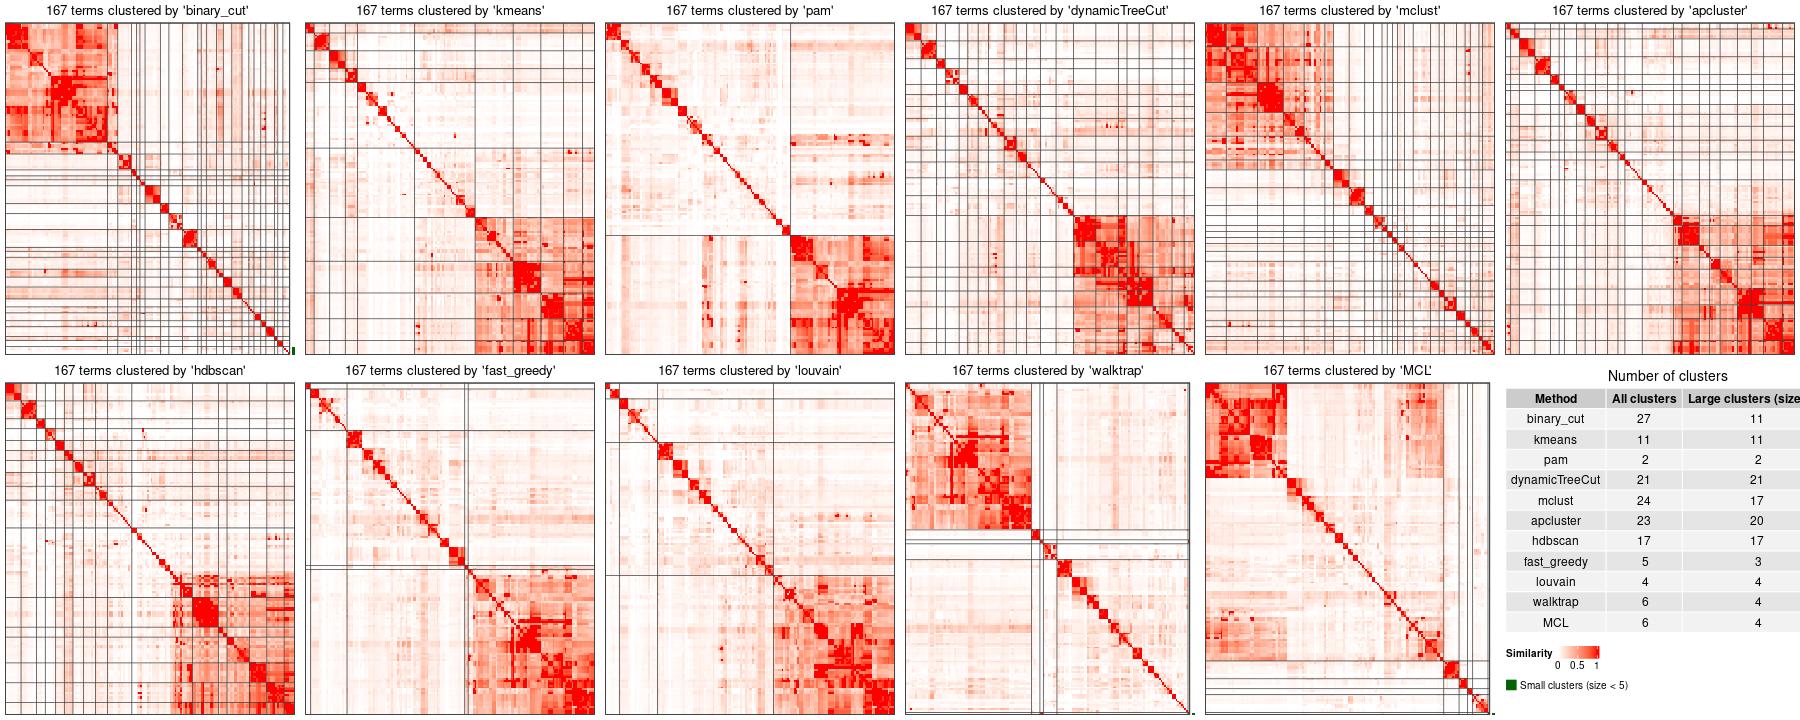 167 terms clustered by 'binary_cut'
167 terms clustered by 'kmeans'
167 terms clustered by 'pam'
167 terms clustered by 'dynamicTreeCut'
167 terms clustered by 'mclust'
167 terms clustered by 'apcluster'
167 terms clustered by 'hdbscan'
167 terms clustered by 'fast_greedy'
167 terms clustered by 'louvain'
167 terms clustered by 'walktrap'
167 terms clustered by 'MCL'
Number of clusters
Method All clusters Large clusters (size
binary_cut 27 11
kmeans 11 11
pam 2 2
dynamicTreeCut 21 21
mclust 24 17
apcluster 23 20
hdbscan 17 17
fast_greedy 5 3
louvain 4 4
walktrap 6 4
MCL 6 4
Similarity
0 0.5 1
Small clusters (size < 5)